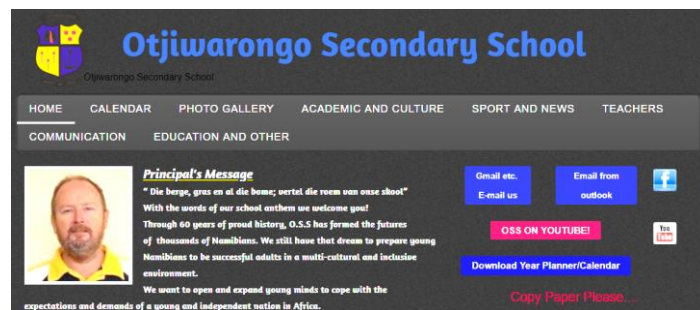 Otjiwarongo Secondary School
Otjiwarongo Secondary School
HOME CALENDAR PHOTO GALLERY ACADEMIC AND CULTURE SPORT AND NEWS TEACHERS
COMMUNICATION EDUCATION AND OTHER
Principal's Message
" Die berge, gras en al die bome; vertel die roem van onse skool"
With the words of our school anthem we welcome you!
Through 60 years of proud history, O.S.S has formed the futures
of thousands of Namibians. We still have that dream to prepare young
Namibians to be successful adults in a multi-cultural and inclusive
environment.
We want to open and expand young minds to cope with the
expectations and demands of a young and independent nation in Africa.
Gmail etc.
E-mail us
Email from
outlook
OSS ON YOUTUBE!
You
Tube
Download Year Planner/Calendar
Copy Paper Please...